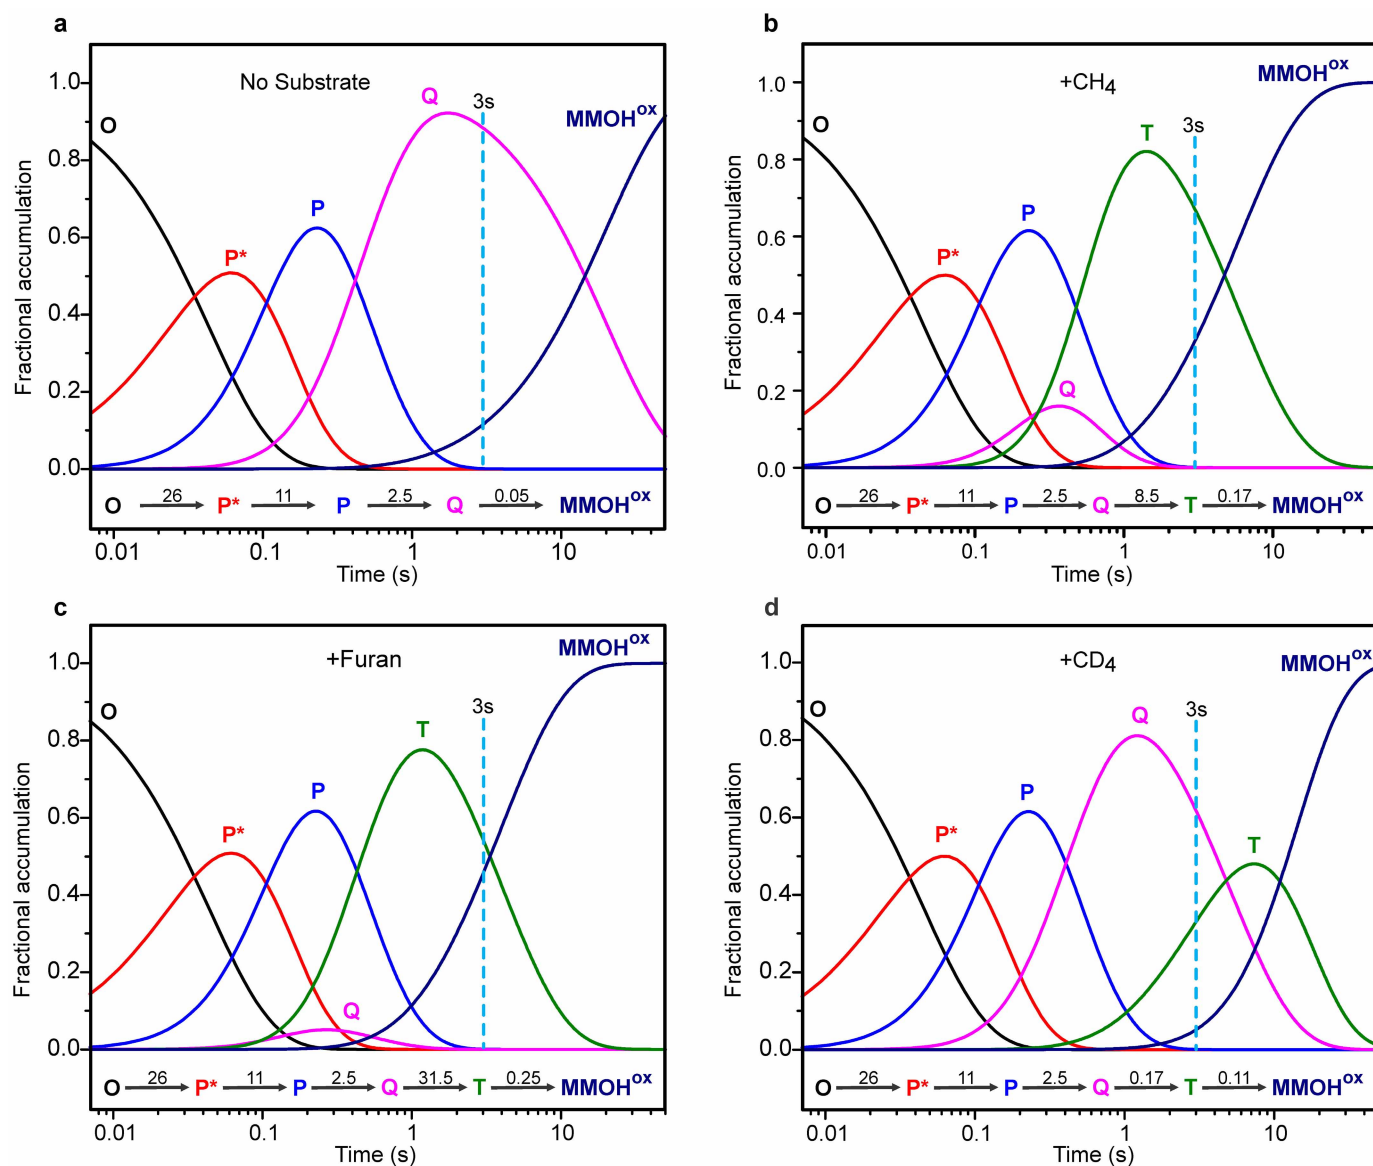 a
No Substrate
O
P*
P
Q
3s
MMOH^ox
Fractional accumulation
1.0
0.8
0.6
0.4
0.2
0.0
O 26 P* 11 P 2.5 Q 0.05 MMOH^ox
0.01 0.1 1 10
Time (s)
b
+CH4
O
P*
P
Q
T
3s
MMOH^ox
Fractional accumulation
1.0
0.8
0.6
0.4
0.2
0.0
O 26 P* 11 P 2.5 Q 8.5 T 0.17 MMOH^ox
0.01 0.1 1 10
Time (s)
c
+Furan
O
P*
P
Q
T
3s
MMOH^ox
Fractional accumulation
1.0
0.8
0.6
0.4
0.2
0.0
O 26 P* 11 P 2.5 Q 31.5 T 0.25 MMOH^ox
0.01 0.1 1 10
Time (s)
d
+CD4
O
P*
P
Q
3s
T
MMOH^ox
Fractional accumulation
1.0
0.8
0.6
0.4
0.2
0.0
O 26 P* 11 P 2.5 Q 0.17 T 0.11 MMOH^ox
0.01 0.1 1 10
Time (s)